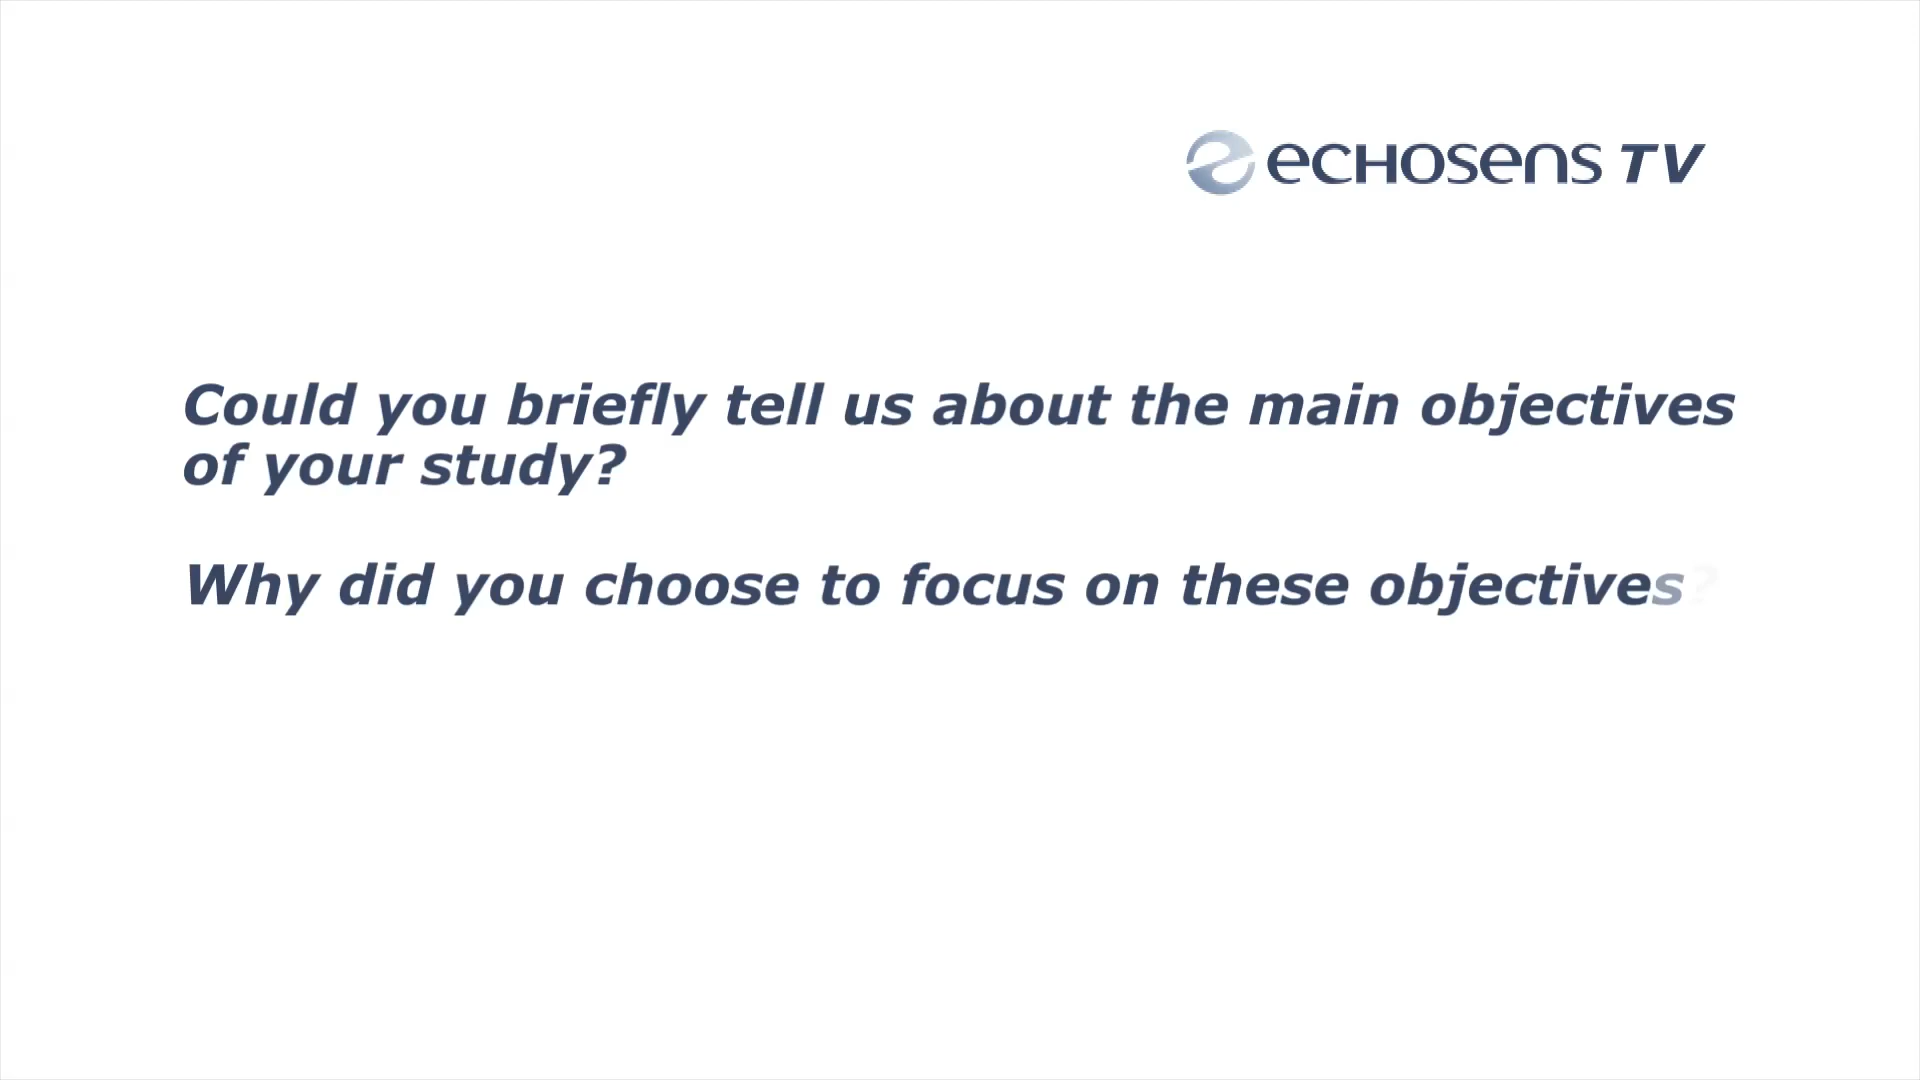 echosens TV
Could you briefly tell us about the main objectives
of your study?
Why did you choose to focus on these objectives?